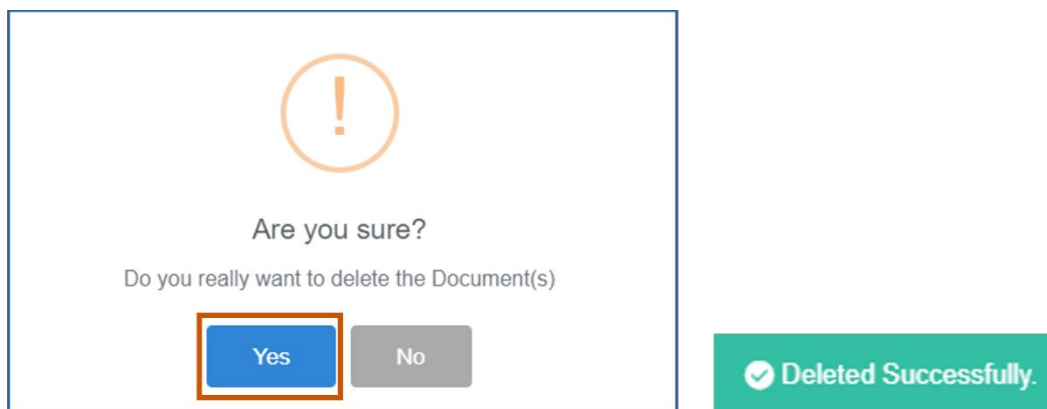 !
Are you sure?
Do you really want to delete the Document(s)
Yes
No
Deleted Successfully.